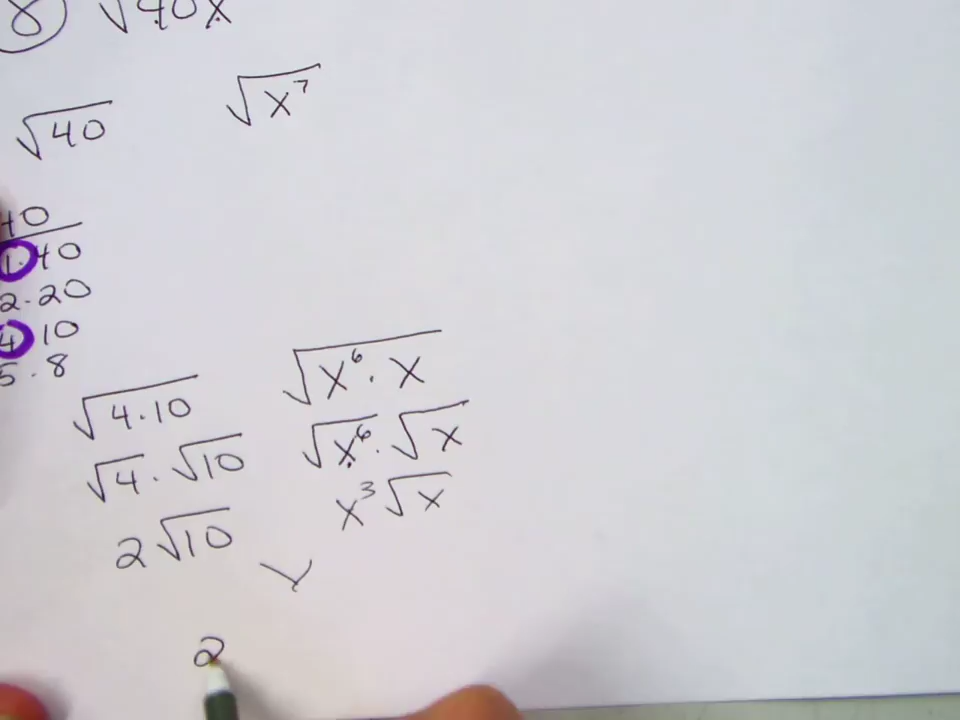 8 √40x
√40 √x⁷
40
1·40
2·20
4 10
5·8
√4·10 √x⁶·x
√4·√10 √x⁶·√x
2√10 x³√x
2